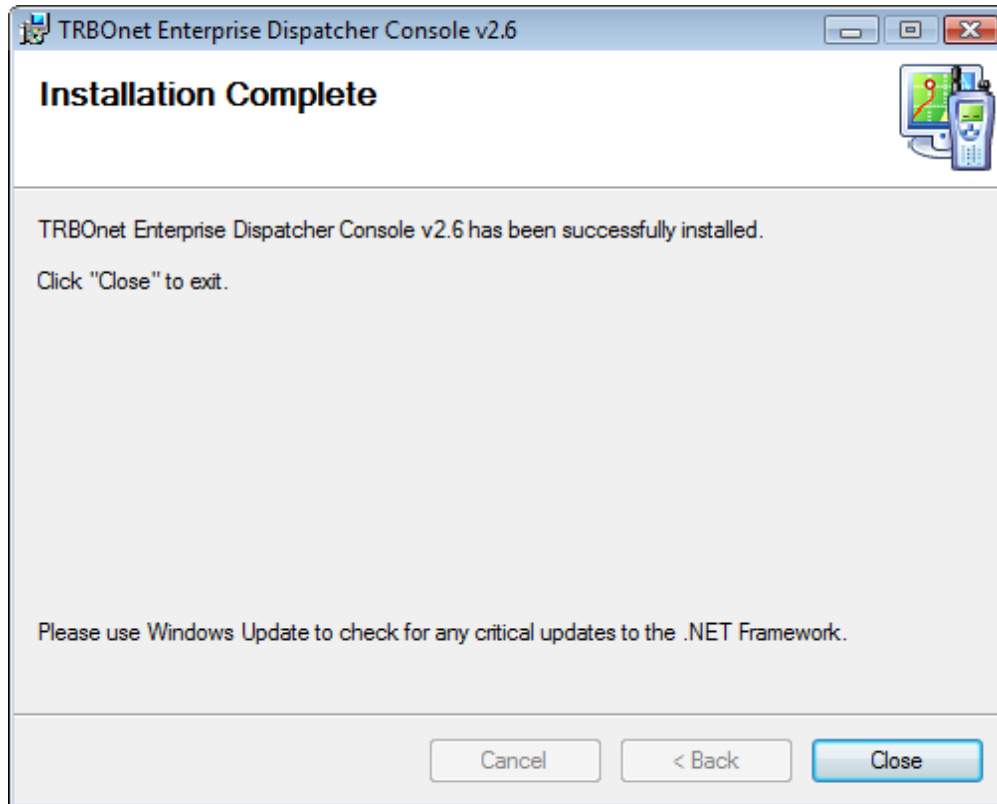 TRBOnet Enterprise Dispatcher Console v2.6
Installation Complete
TRBOnet Enterprise Dispatcher Console v2.6 has been successfully installed.
Click "Close" to exit.
Please use Windows Update to check for any critical updates to the .NET Framework.
Cancel
< Back
Close